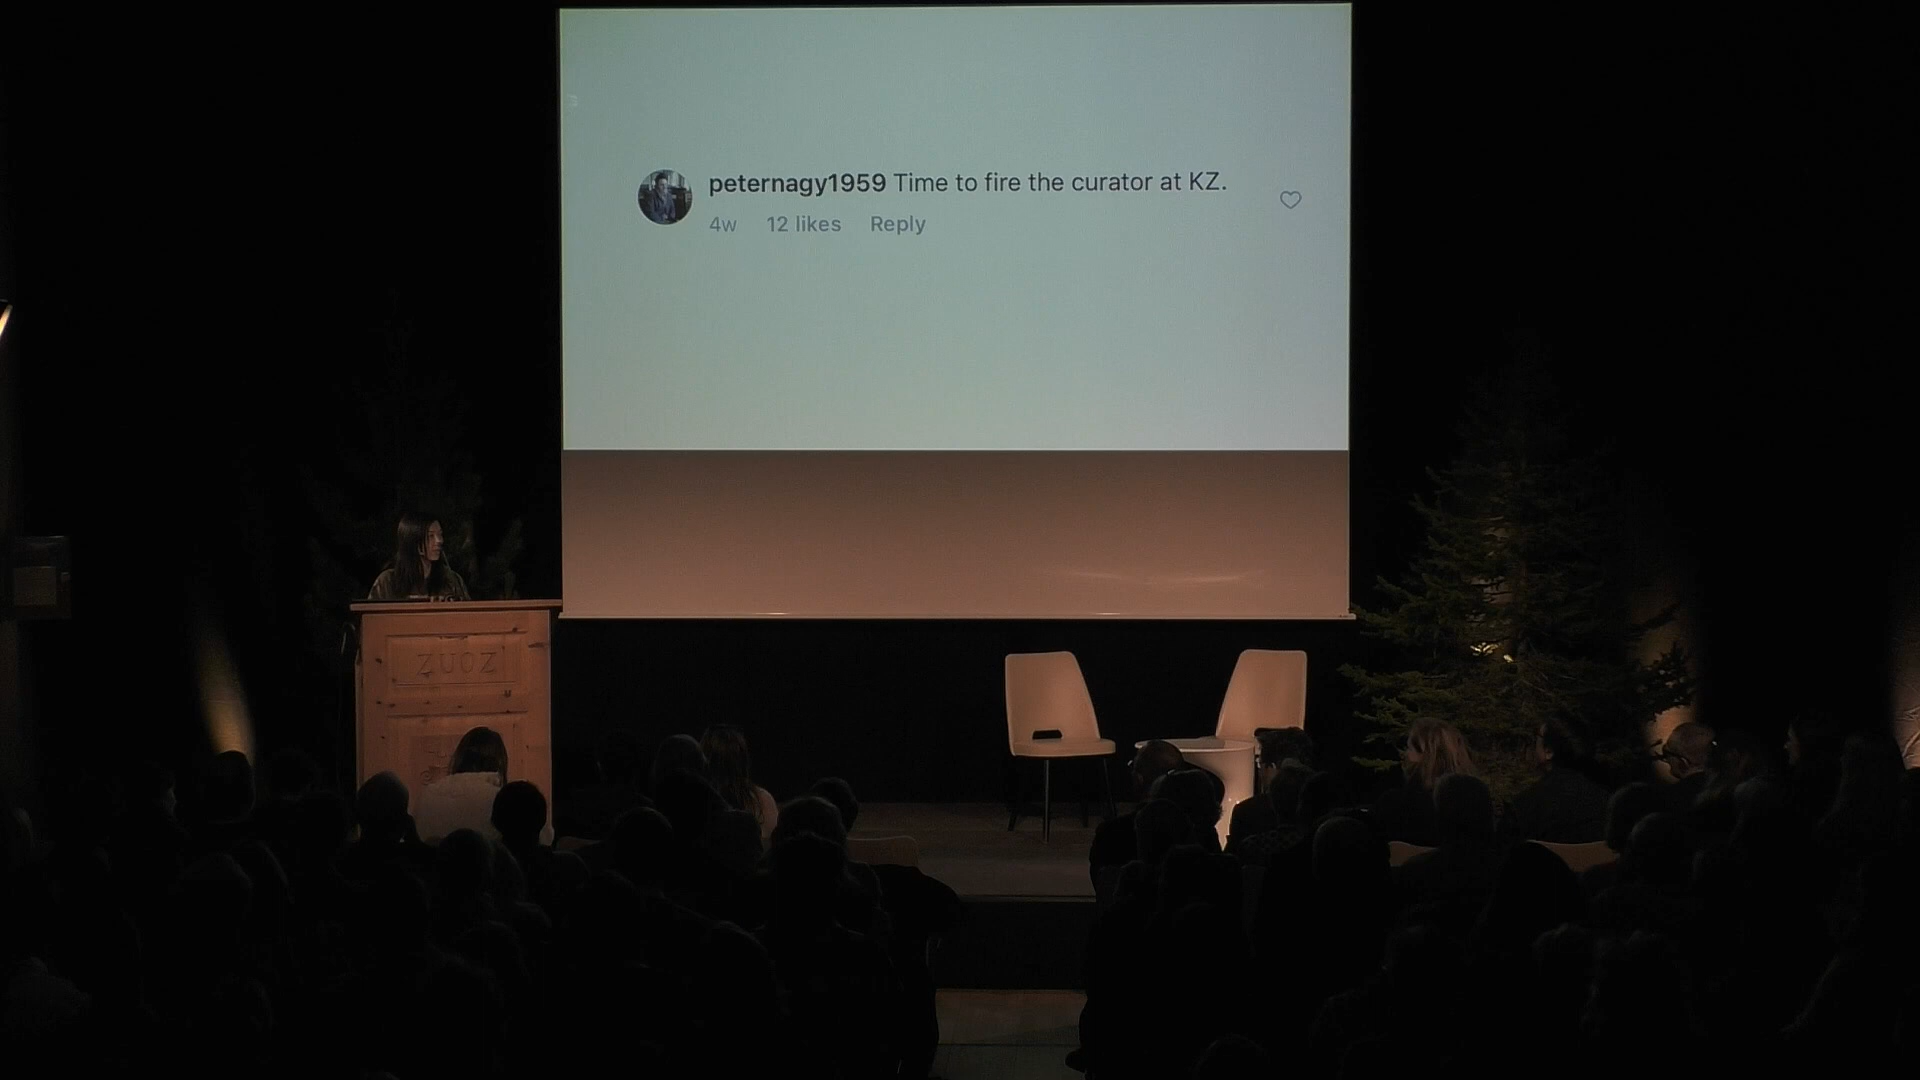 peternagy1959 Time to fire the curator at KZ.
4w 12 likes Reply
ZUOZ